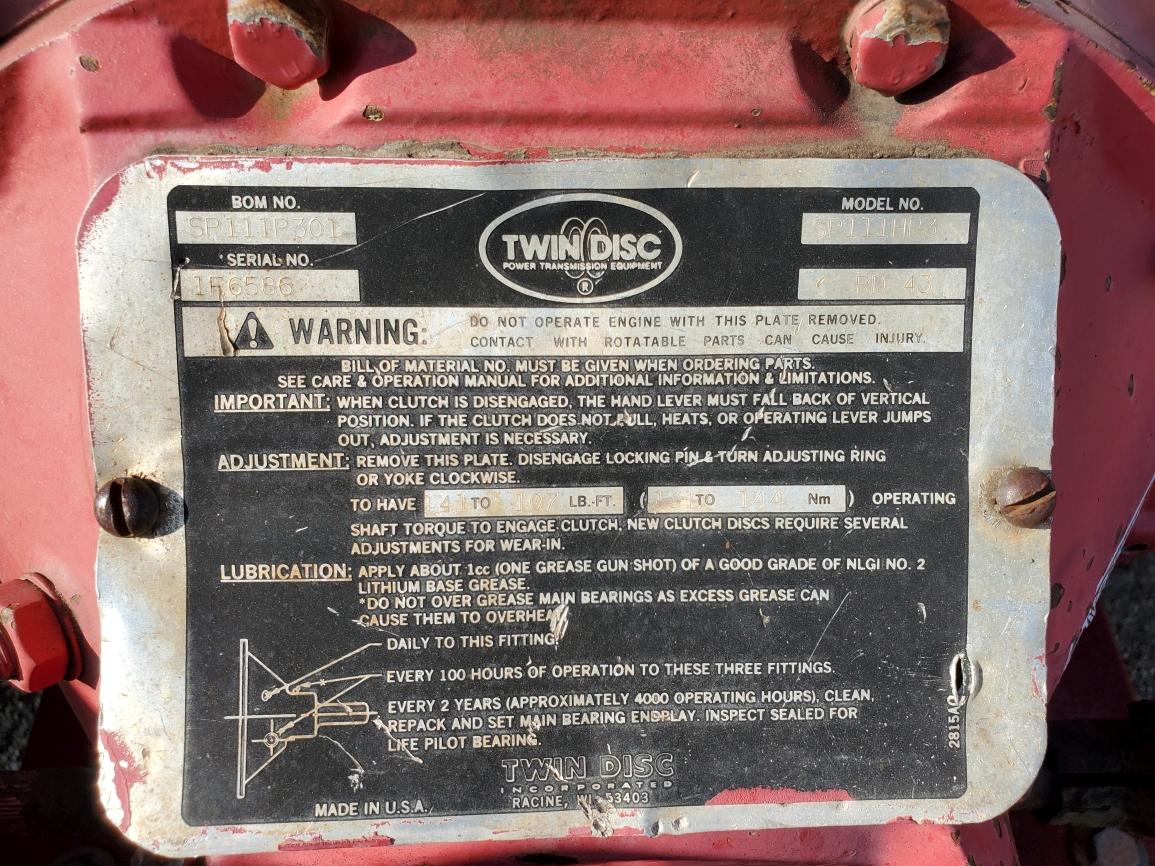 BOM NO.
SP111P301
MODEL NO.
SP111HP3
TWIN DISC
POWER TRANSMISSION EQUIPMENT
®
SERIAL NO.
1F6586
C RD 43
WARNING:
DO NOT OPERATE ENGINE WITH THIS PLATE REMOVED.
CONTACT WITH ROTATABLE PARTS CAN CAUSE INJURY.
BILL OF MATERIAL NO. MUST BE GIVEN WHEN ORDERING PARTS.
SEE CARE & OPERATION MANUAL FOR ADDITIONAL INFORMATION & LIMITATIONS.
IMPORTANT: WHEN CLUTCH IS DISENGAGED, THE HAND LEVER MUST FALL BACK OF VERTICAL
POSITION. IF THE CLUTCH DOES NOT PULL, HEATS, OR OPERATING LEVER JUMPS
OUT, ADJUSTMENT IS NECESSARY.
ADJUSTMENT: REMOVE THIS PLATE. DISENGAGE LOCKING PIN & TURN ADJUSTING RING
OR YOKE CLOCKWISE.
TO HAVE TO 107 LB.-FT. ( TO 144 Nm ) OPERATING
SHAFT TORQUE TO ENGAGE CLUTCH. NEW CLUTCH DISCS REQUIRE SEVERAL
ADJUSTMENTS FOR WEAR-IN.
LUBRICATION: APPLY ABOUT 1cc (ONE GREASE GUN SHOT) OF A GOOD GRADE OF NLGI NO. 2
LITHIUM BASE GREASE.
*DO NOT OVER GREASE MAIN BEARINGS AS EXCESS GREASE CAN
CAUSE THEM TO OVERHEAT.
DAILY TO THIS FITTING.
EVERY 100 HOURS OF OPERATION TO THESE THREE FITTINGS.
EVERY 2 YEARS (APPROXIMATELY 4000 OPERATING HOURS), CLEAN,
REPACK AND SET MAIN BEARING ENDPLAY. INSPECT SEALED FOR
LIFE PILOT BEARING.
TWIN DISC
INCORPORATED
RACINE, WI 53403
MADE IN U.S.A.